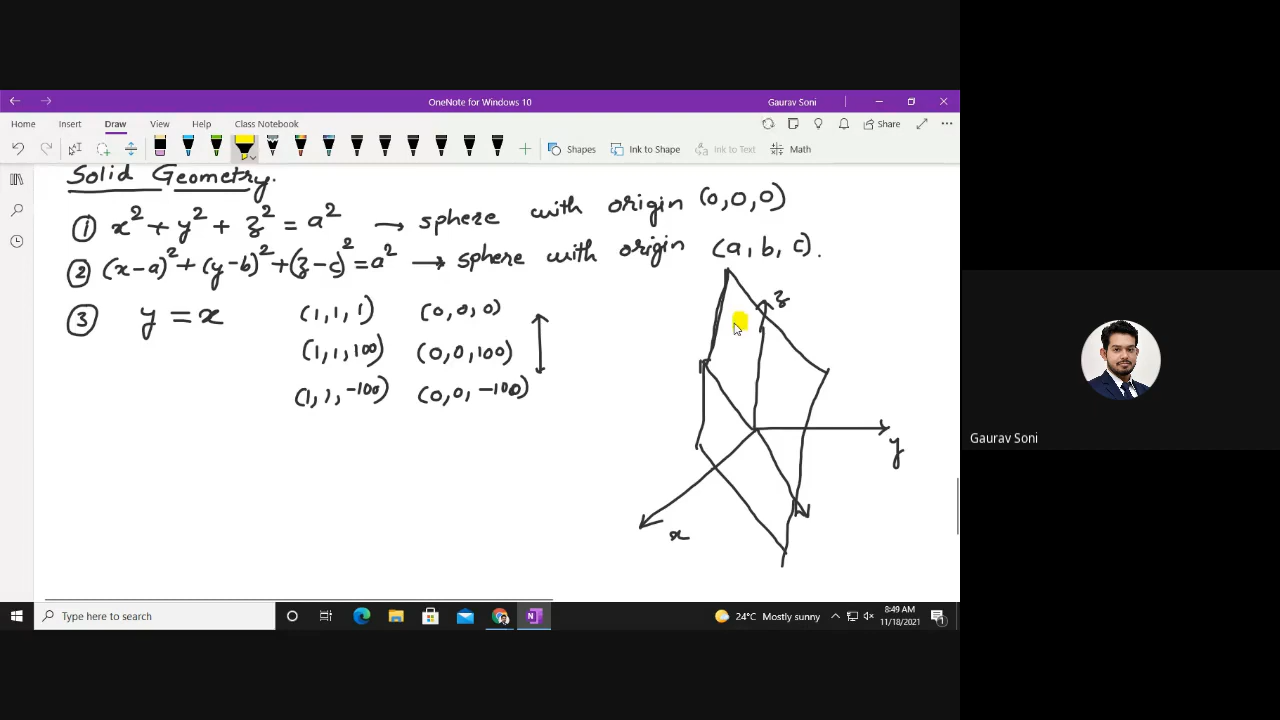 OneNote for Windows 10
Gaurav Soni
Home Insert Draw View Help Class Notebook
Share
Shapes Ink to Shape Ink to Text Math
Solid Geometry.
① x² + y² + z² = a² → sphere with origin (0,0,0)
② (x-a)² + (y-b)² + (z-c)² = a² → sphere with origin (a, b, c).
③ y = x (1,1,1) (0,0,0)
(1,1,100) (0,0,100)
(1,1,-100) (0,0,-100)
z
y
x
Gaurav Soni
Type here to search
24°C Mostly sunny
8:49 AM
11/18/2021
1